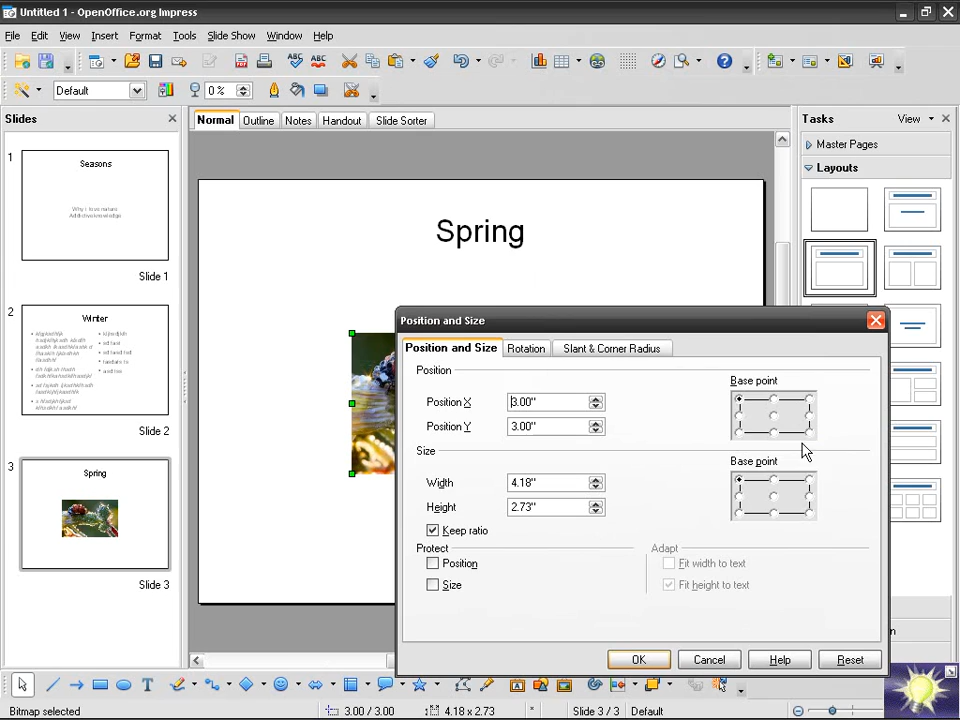 Untitled 1 - OpenOffice.org Impress
File Edit View Insert Format Tools Slide Show Window Help
Default 0 %
Slides
Normal Outline Notes Handout Slide Sorter
Tasks View
Master Pages
Layouts
1
Seasons
Why I love nature
Addictive knowledge
Slide 1
2
Winter
Slide 2
3
Spring
Slide 3
Spring
Position and Size
Position and Size Rotation Slant & Corner Radius
Position
Position X 3.00"
Position Y 3.00"
Base point
Size
Width 4.18"
Height 2.73"
Keep ratio
Base point
Protect
Position
Size
Adapt
Fit width to text
Fit height to text
OK Cancel Help Reset
Bitmap selected 3.00 / 3.00 4.18 x 2.73 * Slide 3 / 3 Default